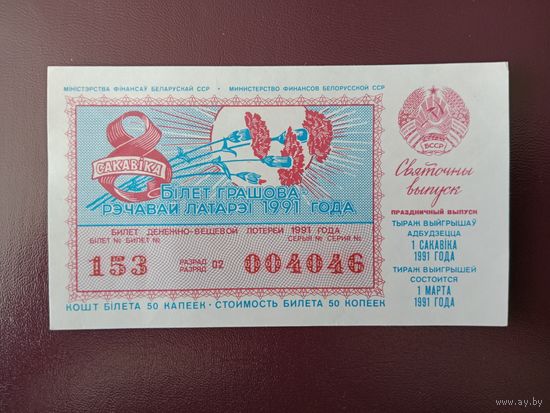 МІНІСТЭРСТВА ФІНАНСАЎ БЕЛАРУСКАЙ ССР • МИНИСТЕРСТВО ФИНАНСОВ БЕЛОРУССКОЙ ССР
8 САКАВІКА
БІЛЕТ ГРАШОВА-
РЭЧАВАЙ ЛАТАРЭІ 1991 ГОДА
БИЛЕТ ДЕНЕЖНО-ВЕЩЕВОЙ ЛОТЕРЕИ 1991 ГОДА
БІЛЕТ № БИЛЕТ № СЕРЫЯ № СЕРИЯ №
153 РАЗРАД РАЗРЯД 02 004046
КОШТ БІЛЕТА 50 КАПЕЕК • СТОИМОСТЬ БИЛЕТА 50 КОПЕЕК
БССР
Святочны
выпуск
ПРАЗДНИЧНЫЙ ВЫПУСК
ТЫРАЖ ВЫЙГРЫШАЎ
АДБУДЗЕЦЦА
1 САКАВІКА
1991 ГОДА
ТИРАЖ ВЫИГРЫШЕЙ
СОСТОИТСЯ
1 МАРТА
1991 ГОДА
www.ay.by